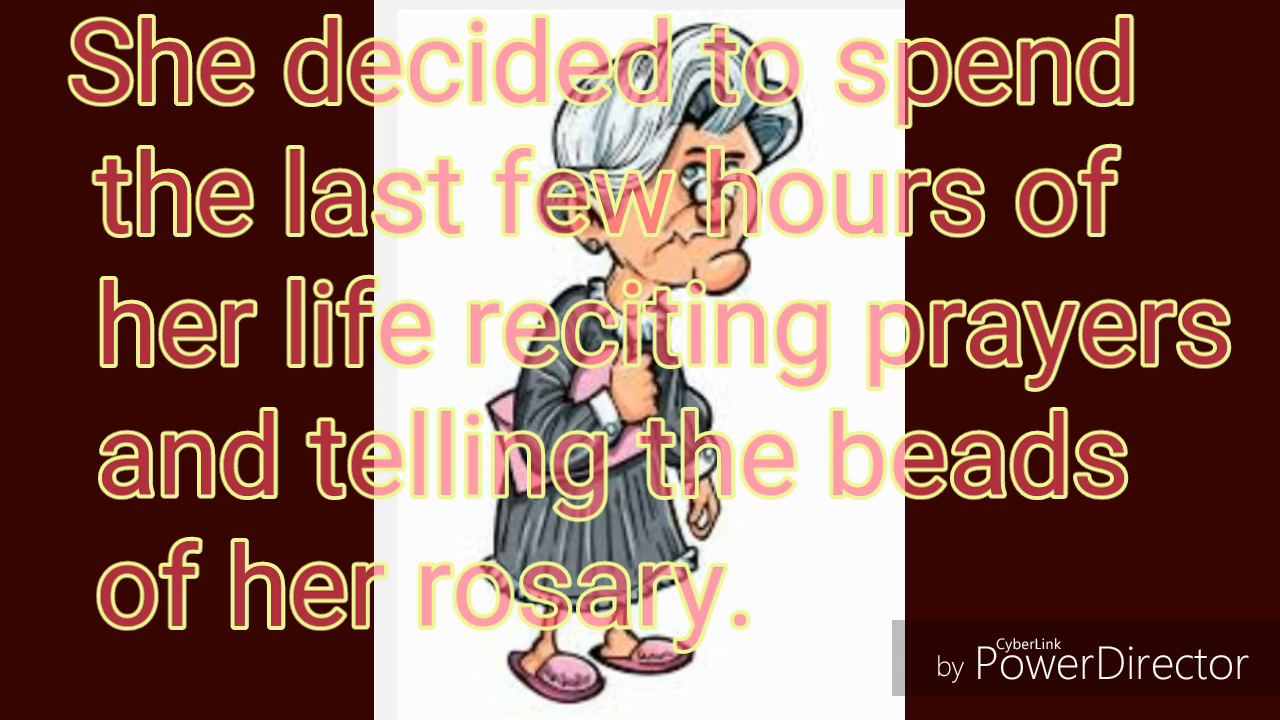 She decided to spend
the last few hours of
her life reciting prayers
and telling the beads
of her rosary.
CyberLink
by PowerDirector